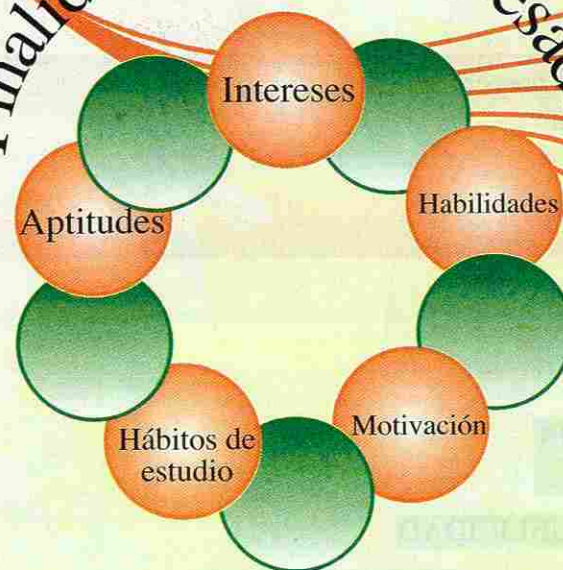 Intereses
Habilidades
Aptitudes
Motivación
Hábitos de
estudio